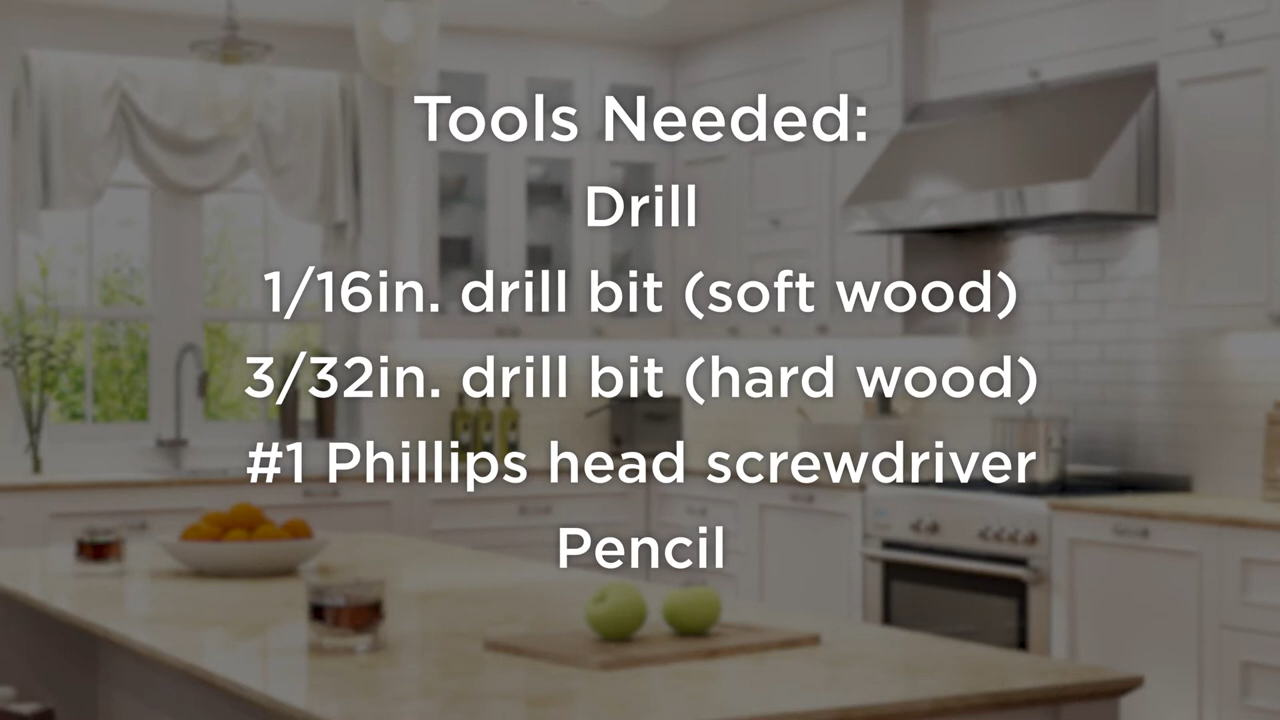 Tools Needed:
Drill
1/16in. drill bit (soft wood)
3/32in. drill bit (hard wood)
#1 Phillips head screwdriver
Pencil